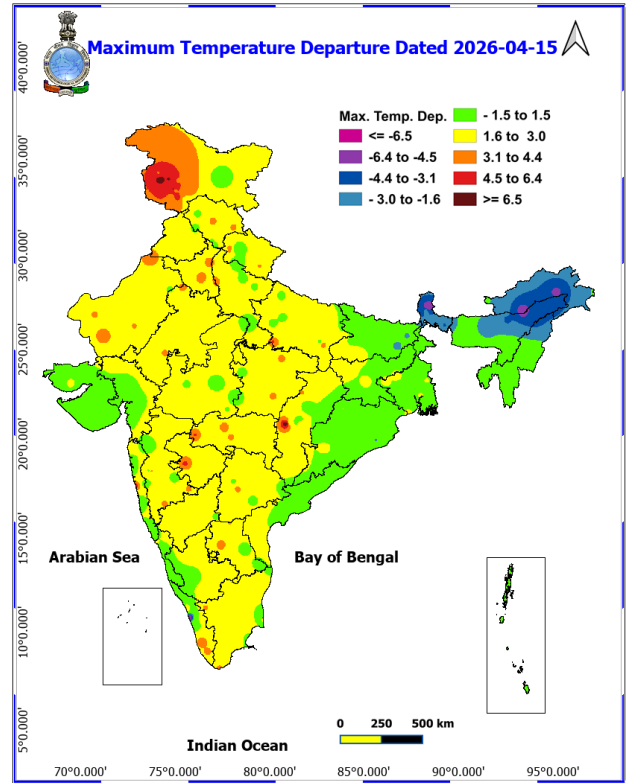 Maximum Temperature Departure Dated 2026-04-15
Max. Temp. Dep.
<= -6.5
-6.4 to -4.5
-4.4 to -3.1
- 3.0 to -1.6
- 1.5 to 1.5
1.6 to 3.0
3.1 to 4.4
4.5 to 6.4
>= 6.5
40°0.000'
35°0.000'
30°0.000'
25°0.000'
20°0.000'
15°0.000'
10°0.000'
5°0.000'
Arabian Sea
Bay of Bengal
Indian Ocean
0 250 500 km
70°0.000' 75°0.000' 80°0.000' 85°0.000' 90°0.000' 95°0.000'